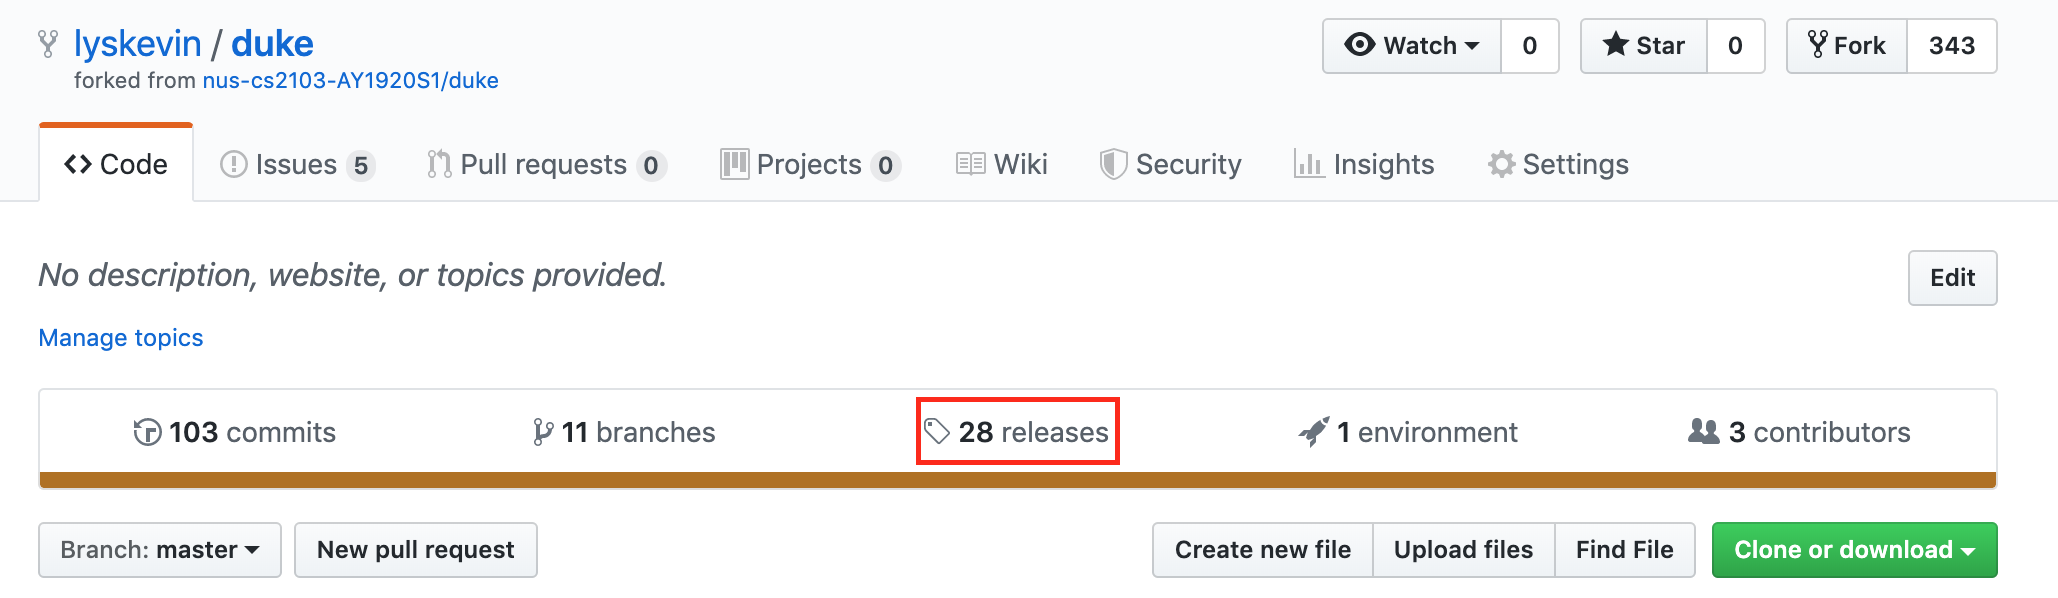 lyskevin / duke
Watch 0 Star 0 Fork 343
forked from nus-cs2103-AY1920S1/duke
Code Issues 5 Pull requests 0 Projects 0 Wiki Security Insights Settings
No description, website, or topics provided.
Edit
Manage topics
103 commits 11 branches 28 releases 1 environment 3 contributors
Branch: master New pull request Create new file Upload files Find File Clone or download